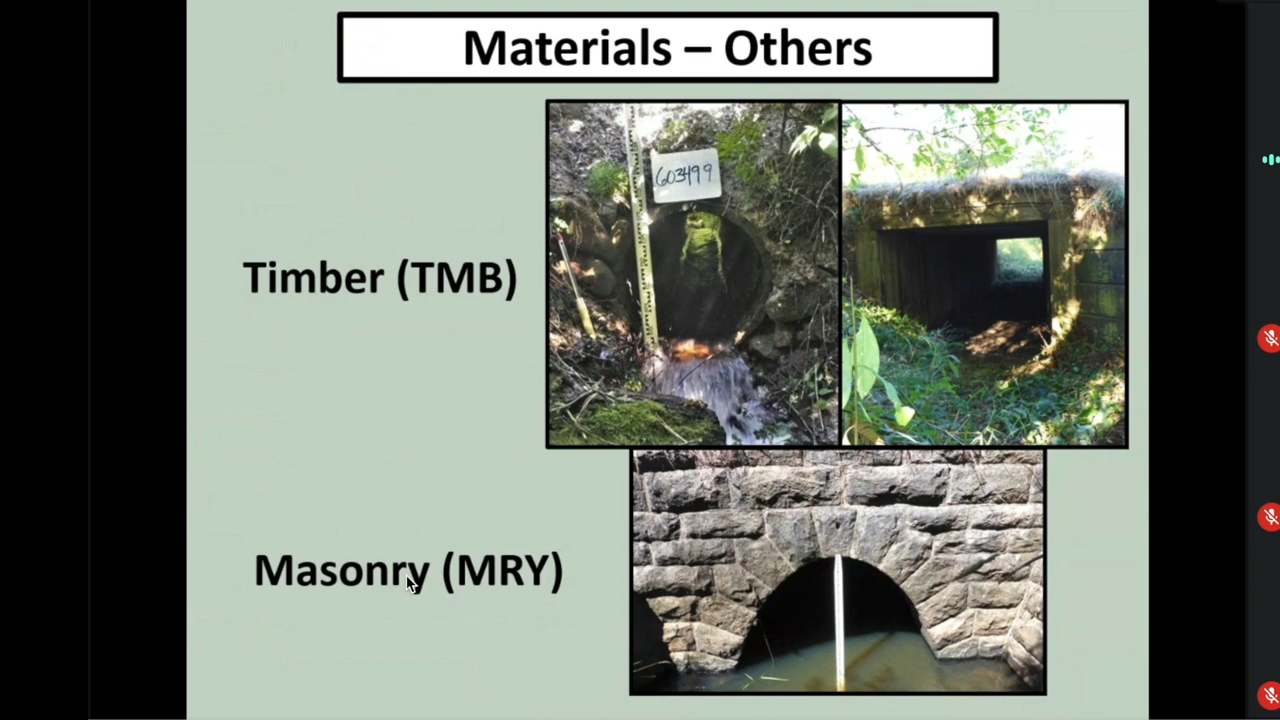 Materials – Others
603499
Timber (TMB)
Masonry (MRY)